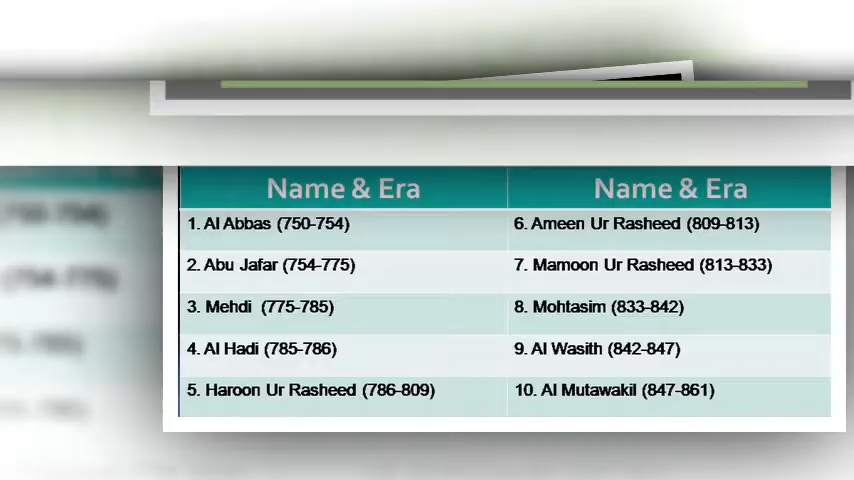 Name & Era
Name & Era
1. Al Abbas (750-754)
6. Ameen Ur Rasheed (809-813)
2. Abu Jafar (754-775)
7. Mamoon Ur Rasheed (813-833)
3. Mehdi (775-785)
8. Mohtasim (833-842)
4. Al Hadi (785-786)
9. Al Wasith (842-847)
5. Haroon Ur Rasheed (786-809)
10. Al Mutawakil (847-861)